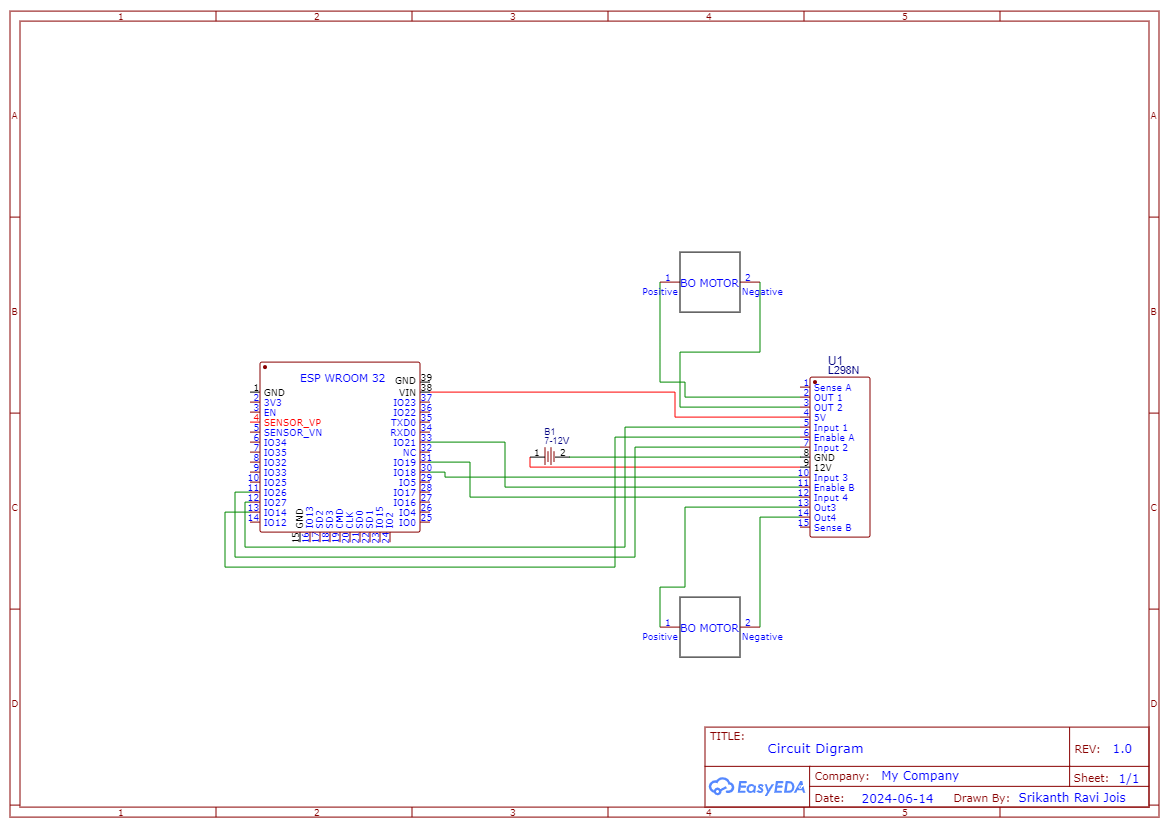 1 2 3 4 5
A A
B B
C C
D D
1 BO MOTOR 2
Positive Negative
U1
L298N
1 Sense A
2 OUT 1
3 OUT 2
4 5V
5 Input 1
6 Enable A
7 Input 2
8 GND
9 12V
10 Input 3
11 Enable B
12 Input 4
13 Out3
14 Out4
15 Sense B
ESP WROOM 32
1 GND
2 3V3
3 EN
4 SENSOR_VP
5 SENSOR_VN
6 IO34
7 IO35
8 IO32
9 IO33
10 IO25
11 IO26
12 IO27
13 IO14
14 IO12
15 GND
16 IO13
17 SD2
18 SD3
19 CMD
20 CLK
21 SD0
22 SD1
23 IO15
24 IO2
GND 39
VIN 38
IO23 37
IO22 36
TXD0 35
RXD0 34
IO21 33
NC 32
IO19 31
IO18 30
IO5 29
IO17 28
IO16 27
IO4 26
IO0 25
B1
7-12V
1 2
1 BO MOTOR 2
Positive Negative
TITLE:
Circuit Digram
REV: 1.0
EasyEDA
Company: My Company
Sheet: 1/1
Date: 2024-06-14 Drawn By: Srikanth Ravi Jois
1 2 3 4 5